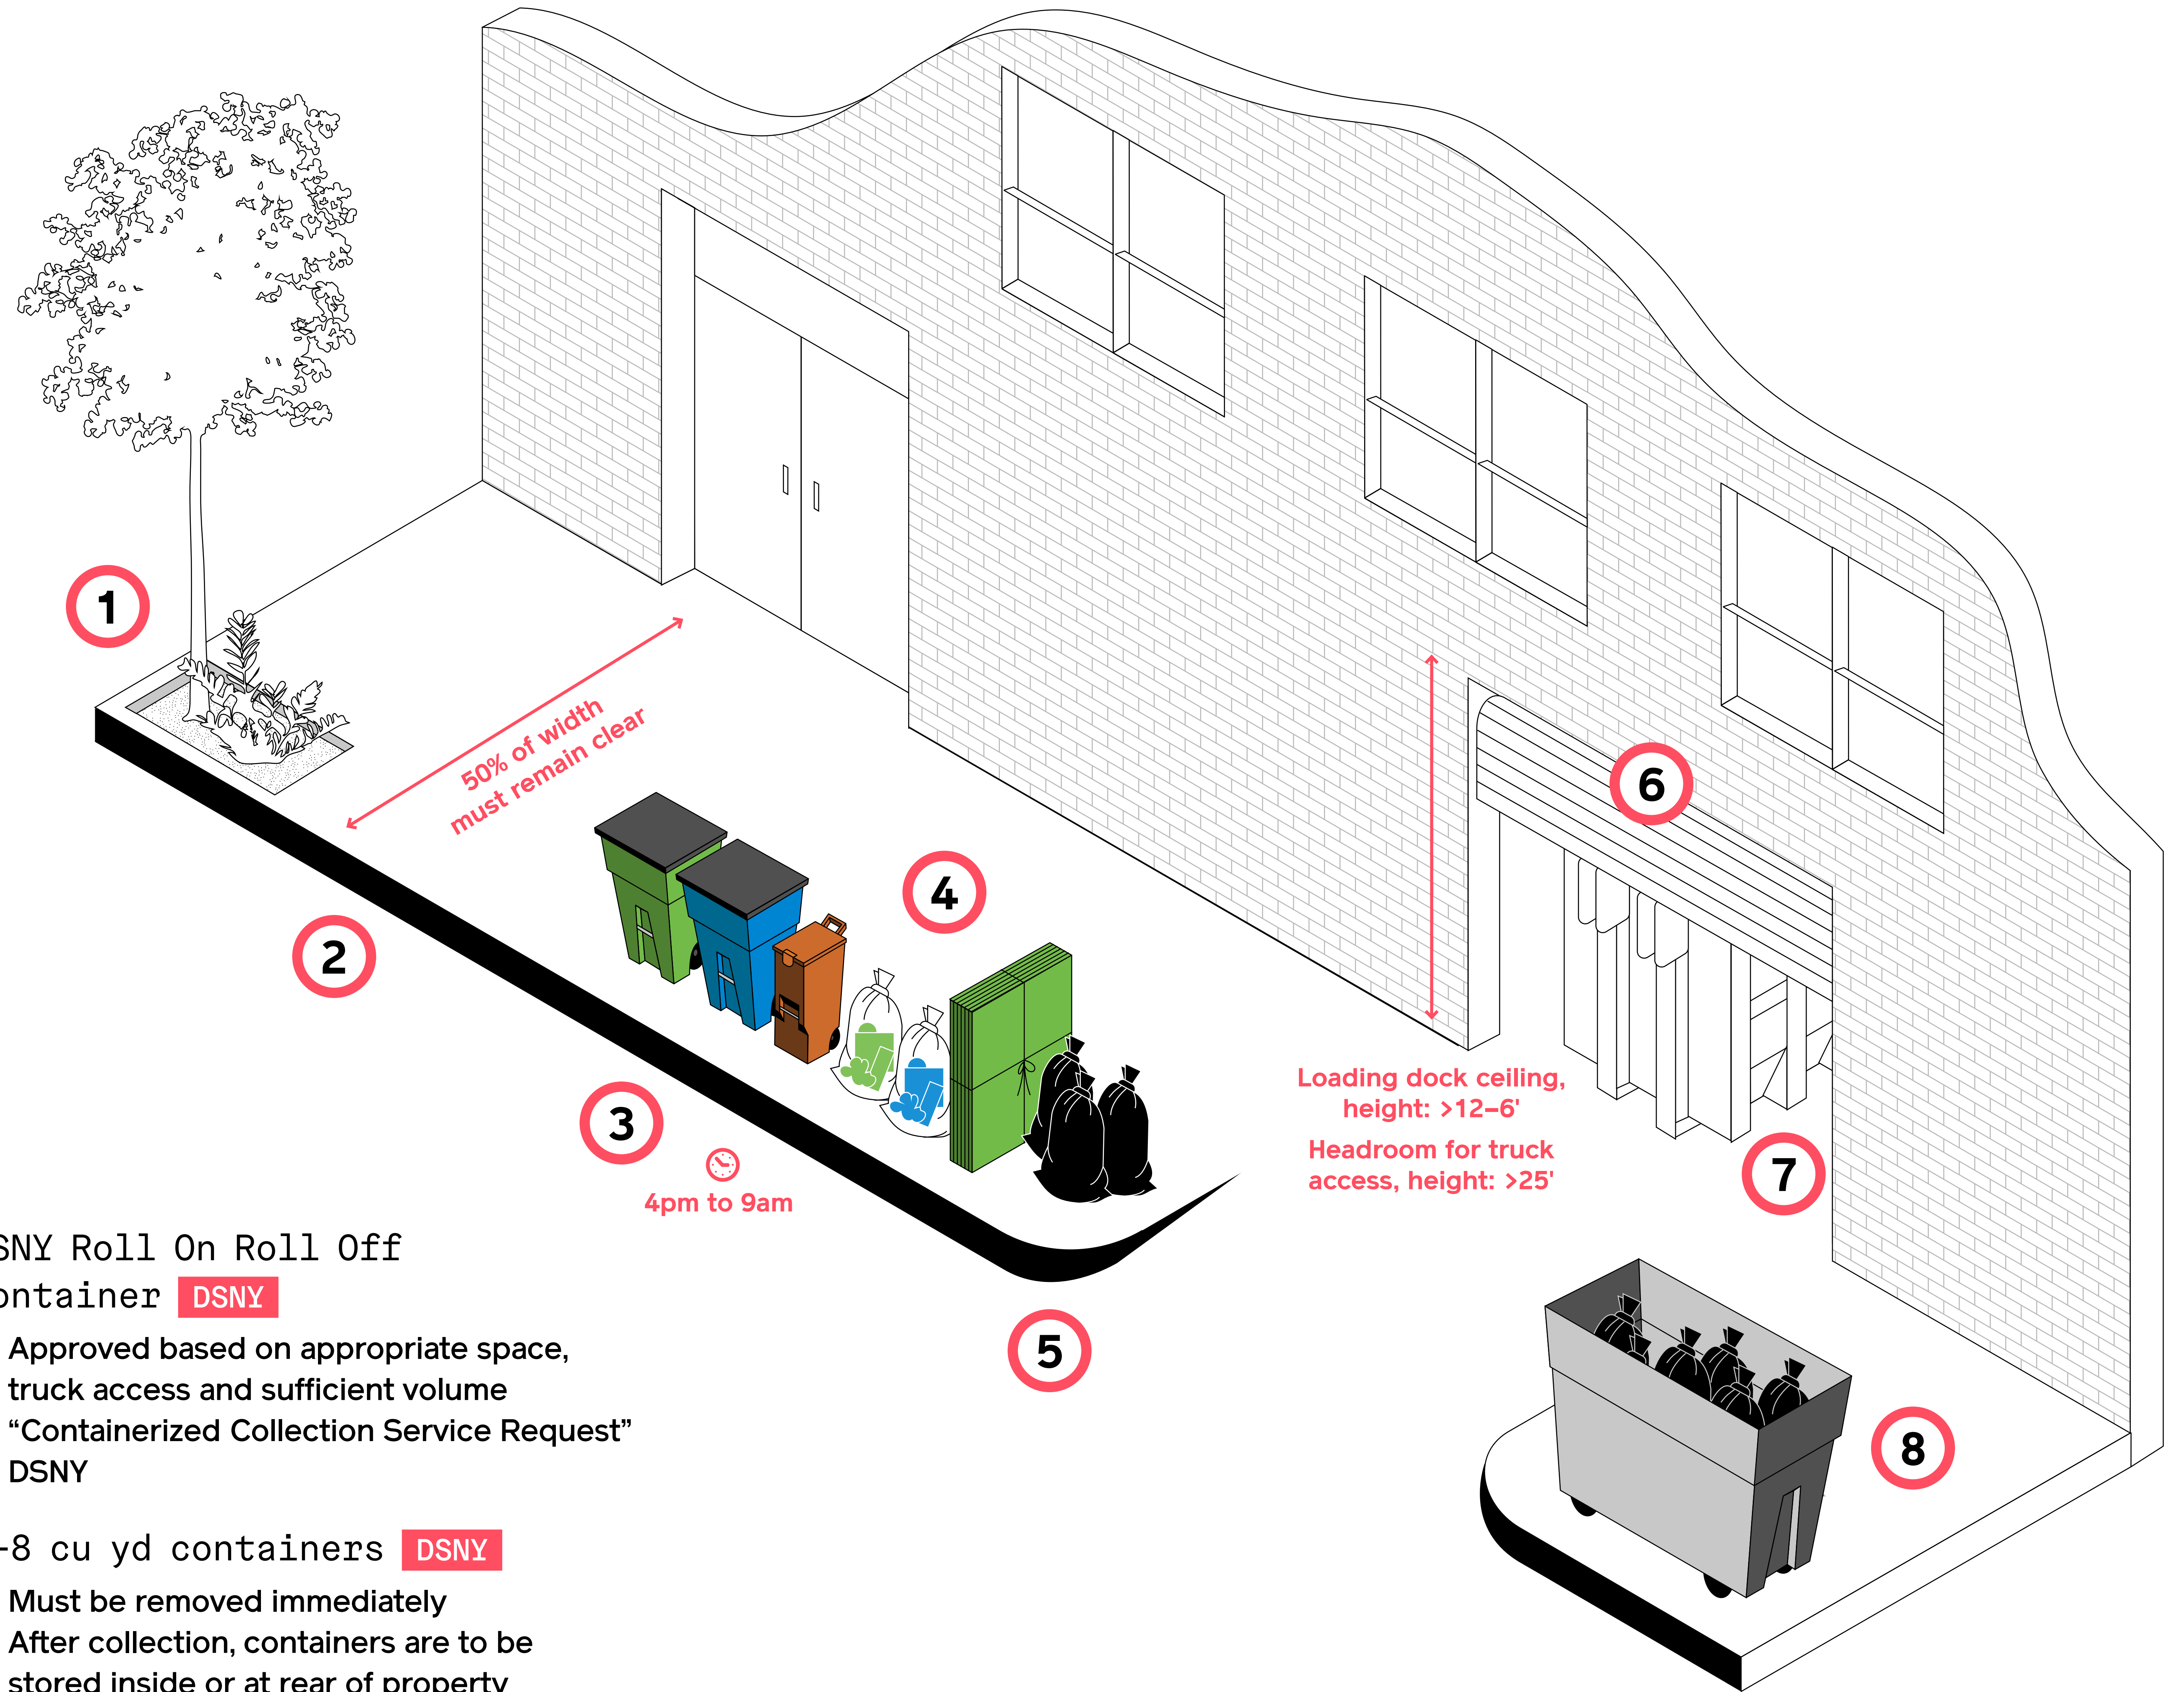 1
50% of width
must remain clear
2
4
6
3
4pm to 9am
Loading dock ceiling,
height: >12–6'
Headroom for truck
access, height: >25'
7
5
8
SNY Roll On Roll Off
ontainer DSNY
Approved based on appropriate space,
truck access and sufficient volume
“Containerized Collection Service Request”
DSNY
-8 cu yd containers DSNY
Must be removed immediately
After collection, containers are to be
stored inside or at rear of property